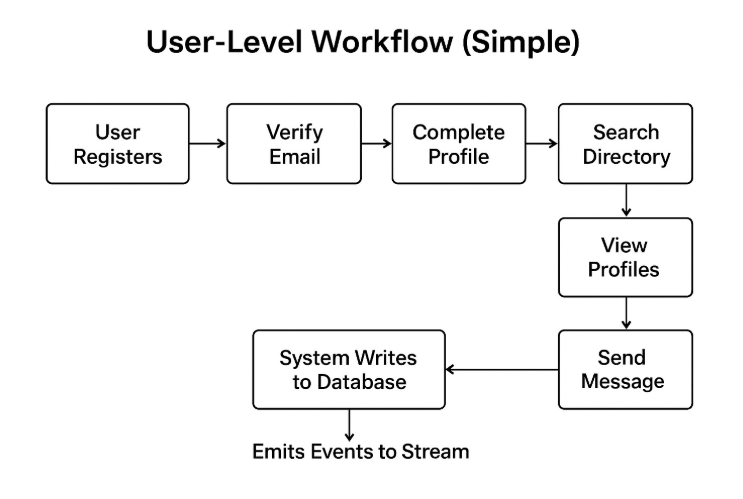 User-Level Workflow (Simple)
User
Registers
Verify
Email
Complete
Profile
Search
Directory
View
Profiles
Send
Message
System Writes
to Database
Emits Events to Stream